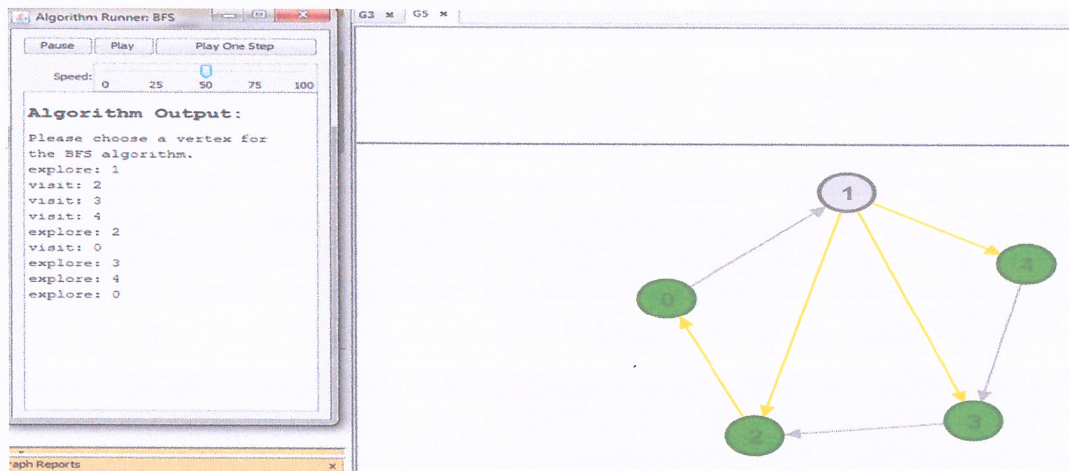 Algorithm Runner: BFS
Pause Play Play One Step
Speed:
0 25 50 75 100
Algorithm Output:
Please choose a vertex for
the BFS algorithm.
explore: 1
visit: 2
visit: 3
visit: 4
explore: 2
visit: 0
explore: 3
explore: 4
explore: 0
aph Reports x
G3 x G5 x
1
4
0
3
2